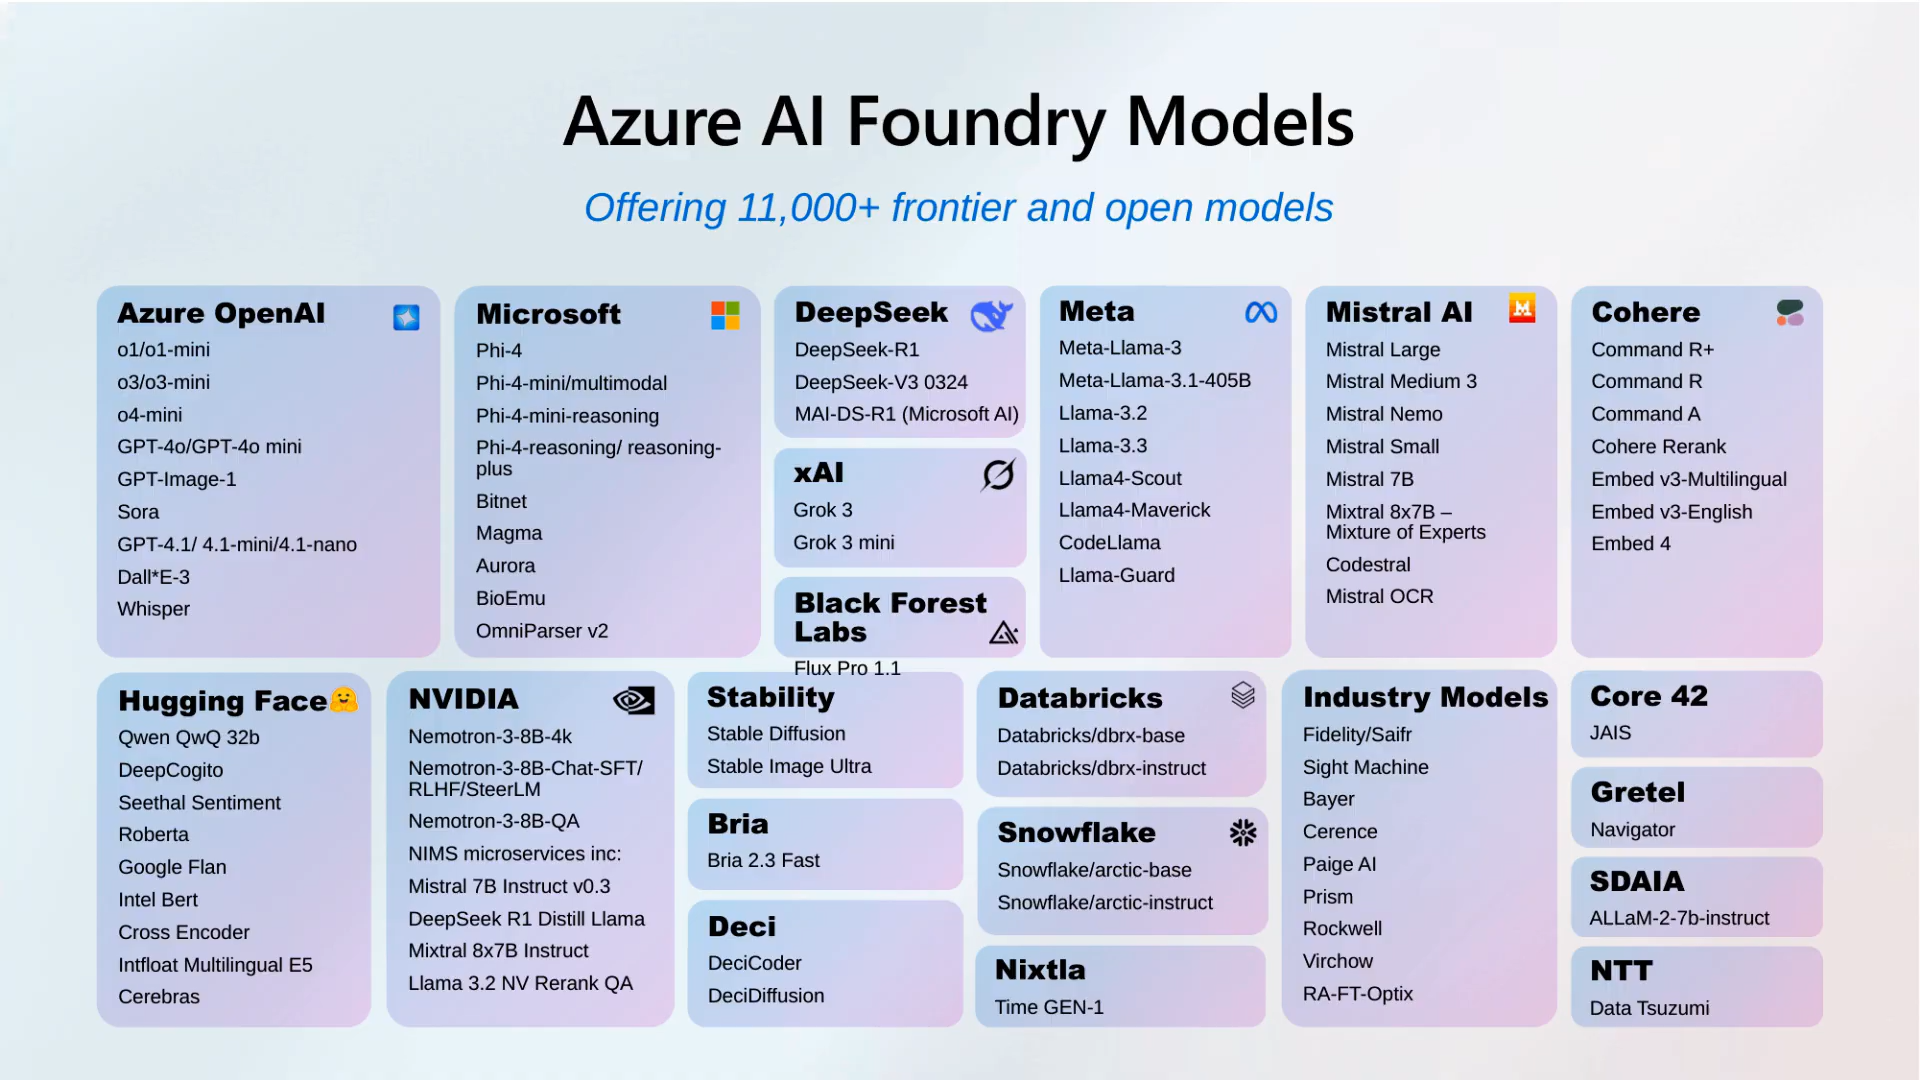 Azure AI Foundry Models
Offering 11,000+ frontier and open models
Azure OpenAI
o1/o1-mini
o3/o3-mini
o4-mini
GPT-4o/GPT-4o mini
GPT-Image-1
Sora
GPT-4.1/ 4.1-mini/4.1-nano
Dall*E-3
Whisper
Microsoft
Phi-4
Phi-4-mini/multimodal
Phi-4-mini-reasoning
Phi-4-reasoning/ reasoning-
plus
Bitnet
Magma
Aurora
BioEmu
OmniParser v2
DeepSeek
DeepSeek-R1
DeepSeek-V3 0324
MAI-DS-R1 (Microsoft AI)
xAI
Grok 3
Grok 3 mini
Black Forest
Labs
Flux Pro 1.1
Meta
Meta-Llama-3
Meta-Llama-3.1-405B
Llama-3.2
Llama-3.3
Llama4-Scout
Llama4-Maverick
CodeLlama
Llama-Guard
Mistral AI
Mistral Large
Mistral Medium 3
Mistral Nemo
Mistral Small
Mistral 7B
Mixtral 8x7B –
Mixture of Experts
Codestral
Mistral OCR
Cohere
Command R+
Command R
Command A
Cohere Rerank
Embed v3-Multilingual
Embed v3-English
Embed 4
Hugging Face
Qwen QwQ 32b
DeepCogito
Seethal Sentiment
Roberta
Google Flan
Intel Bert
Cross Encoder
Intfloat Multilingual E5
Cerebras
NVIDIA
Nemotron-3-8B-4k
Nemotron-3-8B-Chat-SFT/
RLHF/SteerLM
Nemotron-3-8B-QA
NIMS microservices inc:
Mistral 7B Instruct v0.3
DeepSeek R1 Distill Llama
Mixtral 8x7B Instruct
Llama 3.2 NV Rerank QA
Stability
Stable Diffusion
Stable Image Ultra
Bria
Bria 2.3 Fast
Deci
DeciCoder
DeciDiffusion
Databricks
Databricks/dbrx-base
Databricks/dbrx-instruct
Snowflake
Snowflake/arctic-base
Snowflake/arctic-instruct
Nixtla
Time GEN-1
Industry Models
Fidelity/Saifr
Sight Machine
Bayer
Cerence
Paige AI
Prism
Rockwell
Virchow
RA-FT-Optix
Core 42
JAIS
Gretel
Navigator
SDAIA
ALLaM-2-7b-instruct
NTT
Data Tsuzumi